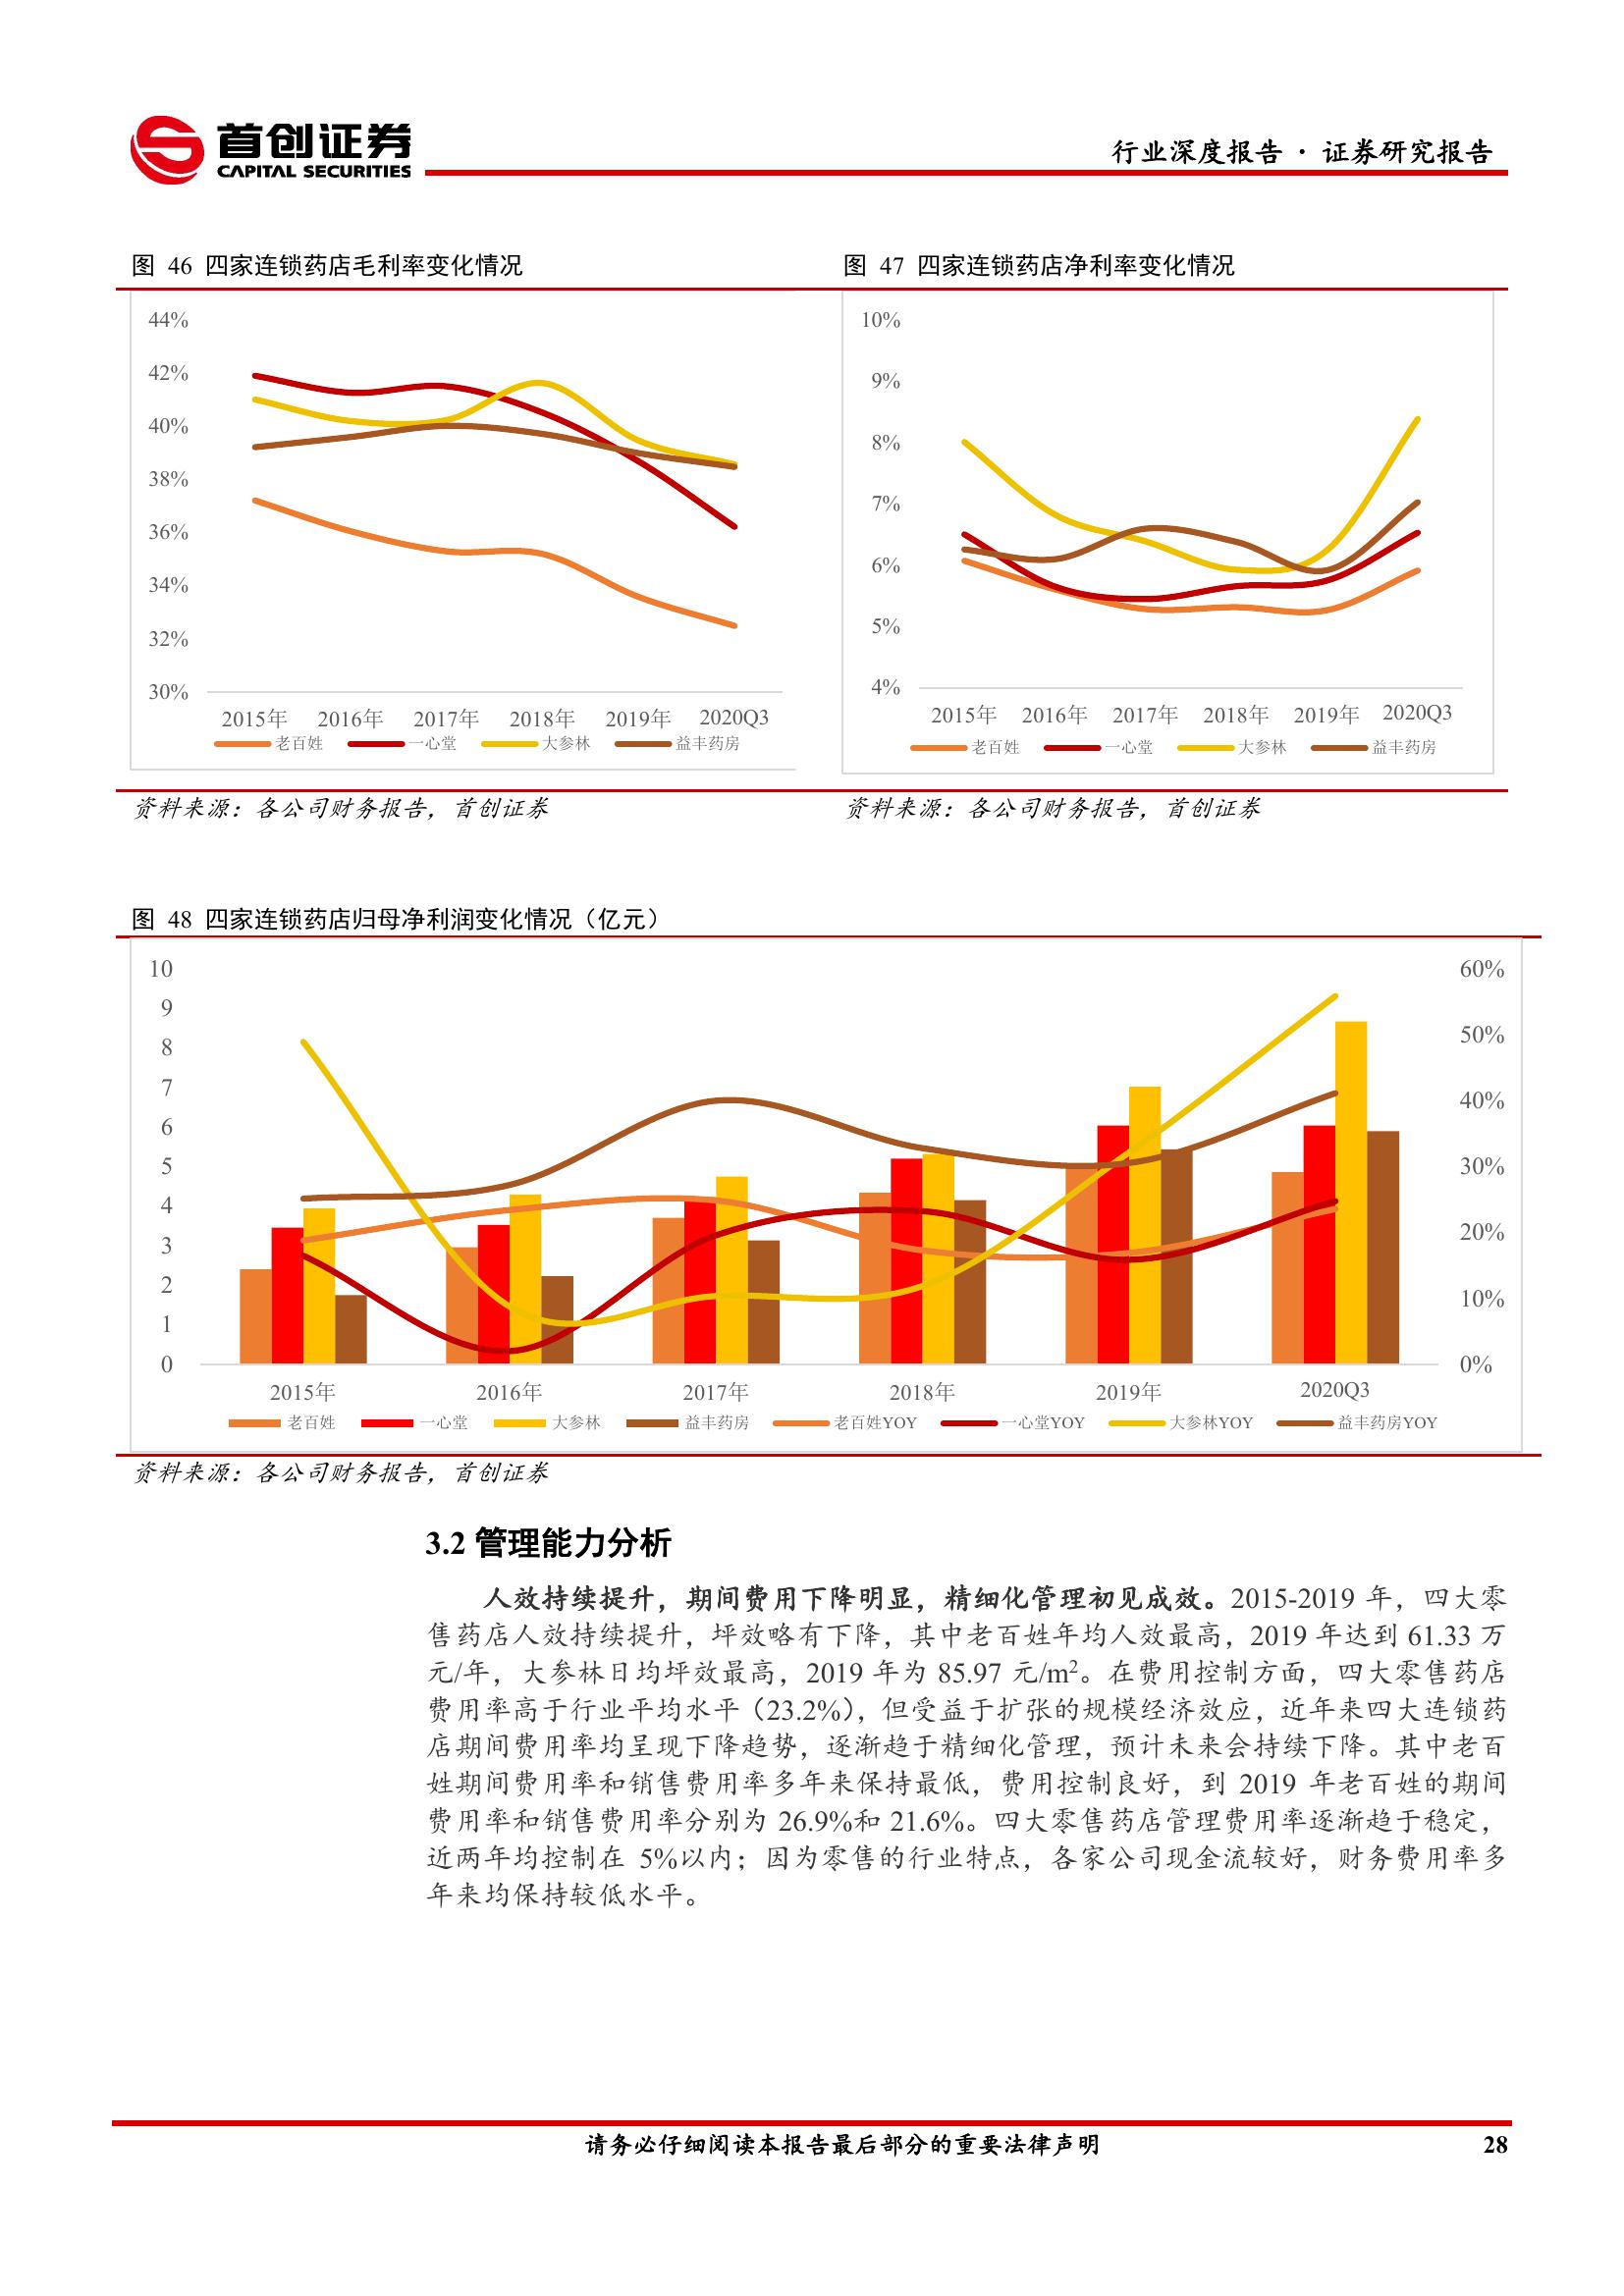 首创证券
CAPITAL SECURITIES
行业深度报告 · 证券研究报告
图 46 四家连锁药店毛利率变化情况
44%
42%
40%
38%
36%
34%
32%
30%
2015年 2016年 2017年 2018年 2019年 2020Q3
老百姓 一心堂 大参林 益丰药房
资料来源：各公司财务报告，首创证券
图 47 四家连锁药店净利率变化情况
10%
9%
8%
7%
6%
5%
4%
2015年 2016年 2017年 2018年 2019年 2020Q3
老百姓 一心堂 大参林 益丰药房
资料来源：各公司财务报告，首创证券
图 48 四家连锁药店归母净利润变化情况（亿元）
10
9
8
7
6
5
4
3
2
1
0
60%
50%
40%
30%
20%
10%
0%
2015年 2016年 2017年 2018年 2019年 2020Q3
老百姓 一心堂 大参林 益丰药房 老百姓YOY 一心堂YOY 大参林YOY 益丰药房YOY
资料来源：各公司财务报告，首创证券
3.2 管理能力分析
人效持续提升，期间费用下降明显，精细化管理初见成效。2015-2019 年，四大零
售药店人效持续提升，坪效略有下降，其中老百姓年均人效最高，2019 年达到 61.33 万
元/年，大参林日均坪效最高，2019 年为 85.97 元/m²。在费用控制方面，四大零售药店
费用率高于行业平均水平（23.2%），但受益于扩张的规模经济效应，近年来四大连锁药
店期间费用率均呈现下降趋势，逐渐趋于精细化管理，预计未来会持续下降。其中老百
姓期间费用率和销售费用率多年来保持最低，费用控制良好，到 2019 年老百姓的期间
费用率和销售费用率分别为 26.9%和 21.6%。四大零售药店管理费用率逐渐趋于稳定，
近两年均控制在 5%以内；因为零售的行业特点，各家公司现金流较好，财务费用率多
年来均保持较低水平。
请务必仔细阅读本报告最后部分的重要法律声明
28